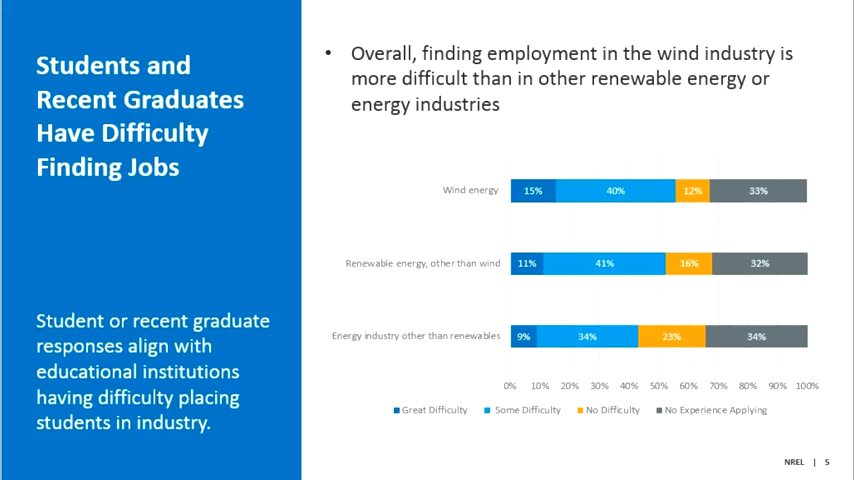 Students and
Recent Graduates
Have Difficulty
Finding Jobs
Student or recent graduate
responses align with
educational institutions
having difficulty placing
students in industry.
• Overall, finding employment in the wind industry is
more difficult than in other renewable energy or
energy industries
Wind energy 15% 40% 12% 33%
Renewable energy, other than wind 11% 41% 16% 32%
Energy industry other than renewables 9% 34% 23% 34%
0% 10% 20% 30% 40% 50% 60% 70% 80% 90% 100%
Great Difficulty Some Difficulty No Difficulty No Experience Applying
NREL | 5